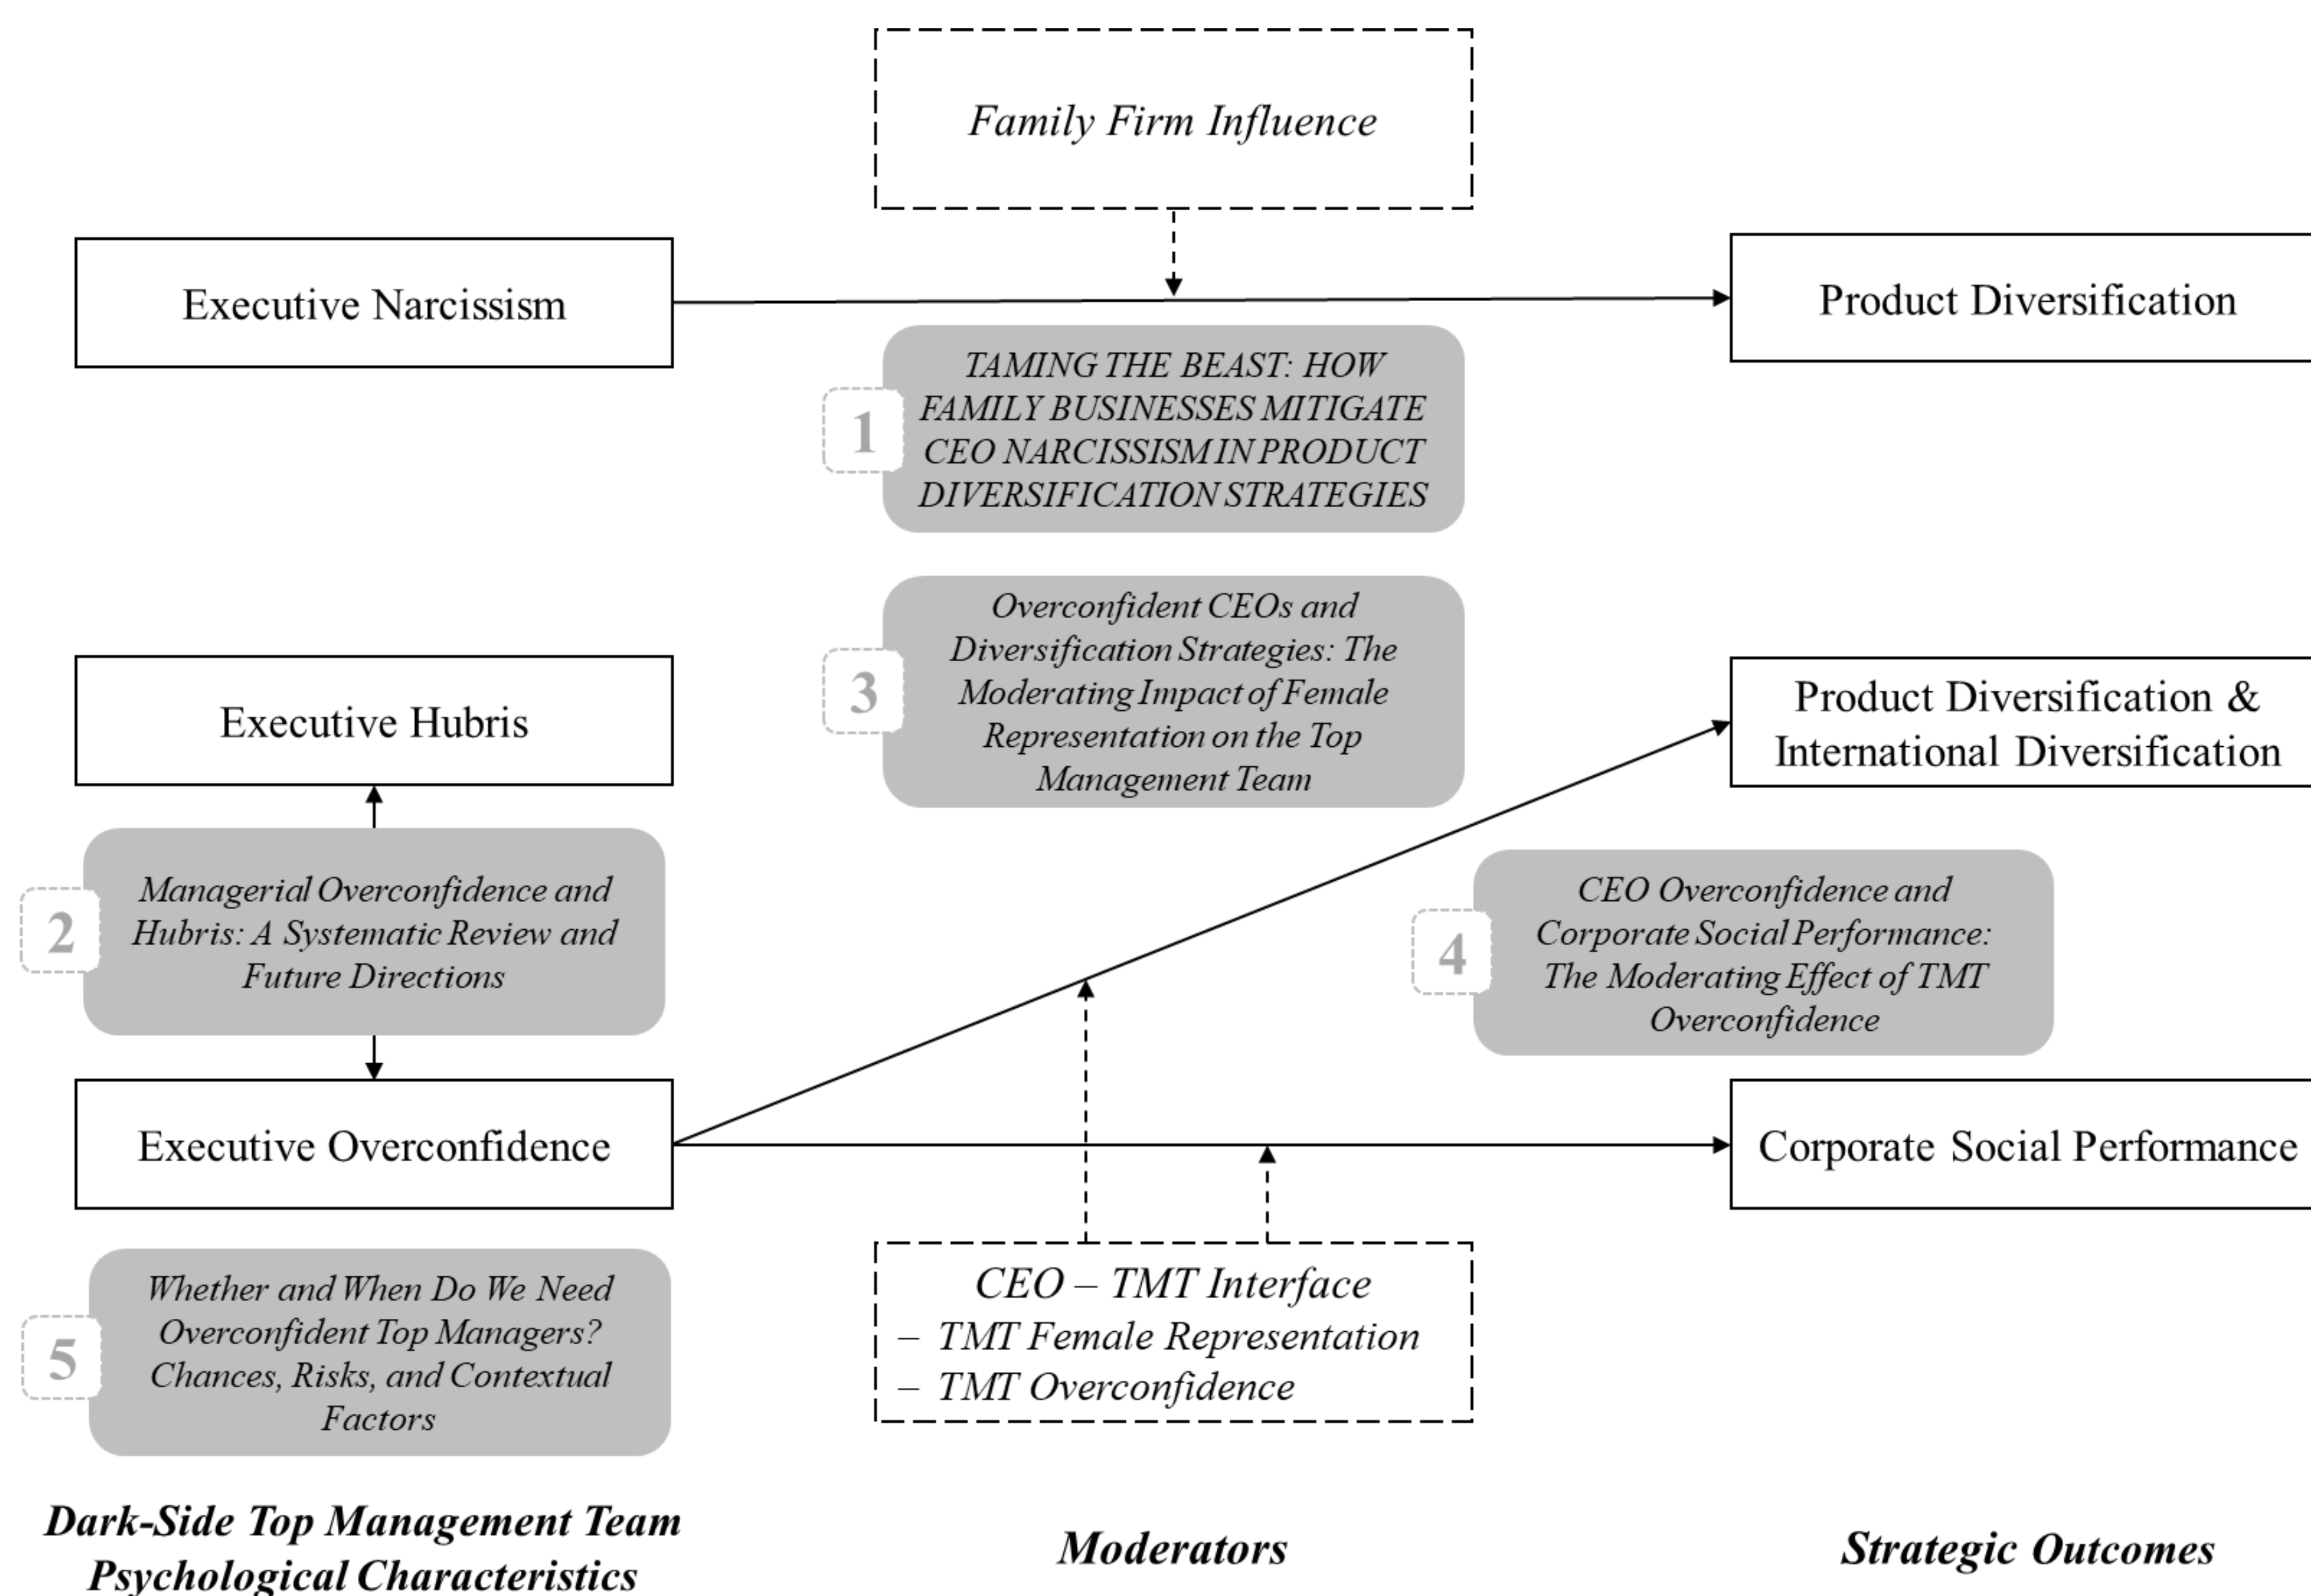 Family Firm Influence
Executive Narcissism
Product Diversification
1
TAMING THE BEAST: HOW
FAMILY BUSINESSES MITIGATE
CEO NARCISSISM IN PRODUCT
DIVERSIFICATION STRATEGIES
3
Overconfident CEOs and
Diversification Strategies: The
Moderating Impact of Female
Representation on the Top
Management Team
Executive Hubris
Product Diversification &
International Diversification
2
Managerial Overconfidence and
Hubris: A Systematic Review and
Future Directions
4
CEO Overconfidence and
Corporate Social Performance:
The Moderating Effect of TMT
Overconfidence
Executive Overconfidence
Corporate Social Performance
5
Whether and When Do We Need
Overconfident Top Managers?
Chances, Risks, and Contextual
Factors
CEO – TMT Interface
– TMT Female Representation
– TMT Overconfidence
Dark-Side Top Management Team
Psychological Characteristics
Moderators
Strategic Outcomes